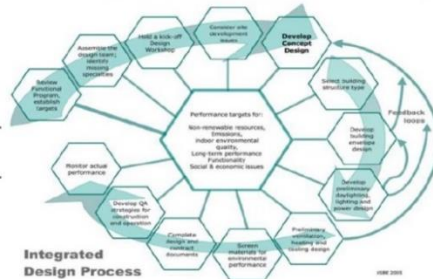 Review
Functional
Program,
establish
targets
Assemble the
design team;
identify
missing
specialties
Hold a kick-off
Design
Workshop
Consider site
development
issues
Develop
Concept
Design
Select building
structure type
Develop
building
envelope
design
Develop preliminary
daylighting,
lighting and
power design
Feedback
loops
Preliminary
ventilation,
heating and
cooling design
Screen
materials for
environmental
performance
Complete
design and
contract
documents
Develop QA
strategies for
construction
and operation
Monitor actual
performance
Performance targets for:
Non-renewable resources,
Emissions,
Indoor environmental
quality,
Long-term performance
Functionality
Social & economic issues
Integrated
Design Process